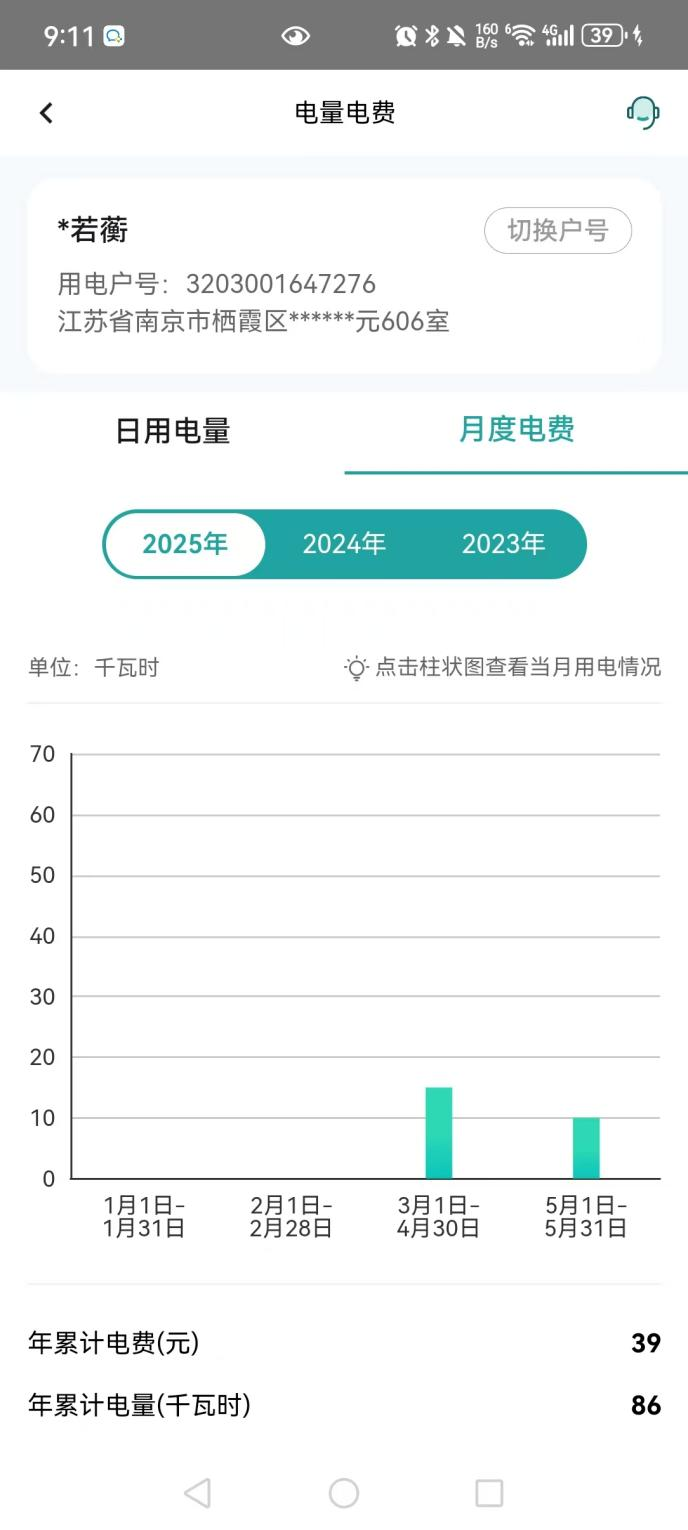 9:11
160 B/s
6
4G
39
电量电费
*若蘅
切换户号
用电户号：3203001647276
江苏省南京市栖霞区******元606室
日用电量
月度电费
2025年
2024年
2023年
单位：千瓦时
点击柱状图查看当月用电情况
70
60
50
40
30
20
10
0
1月1日-
1月31日
2月1日-
2月28日
3月1日-
4月30日
5月1日-
5月31日
年累计电费(元)
39
年累计电量(千瓦时)
86